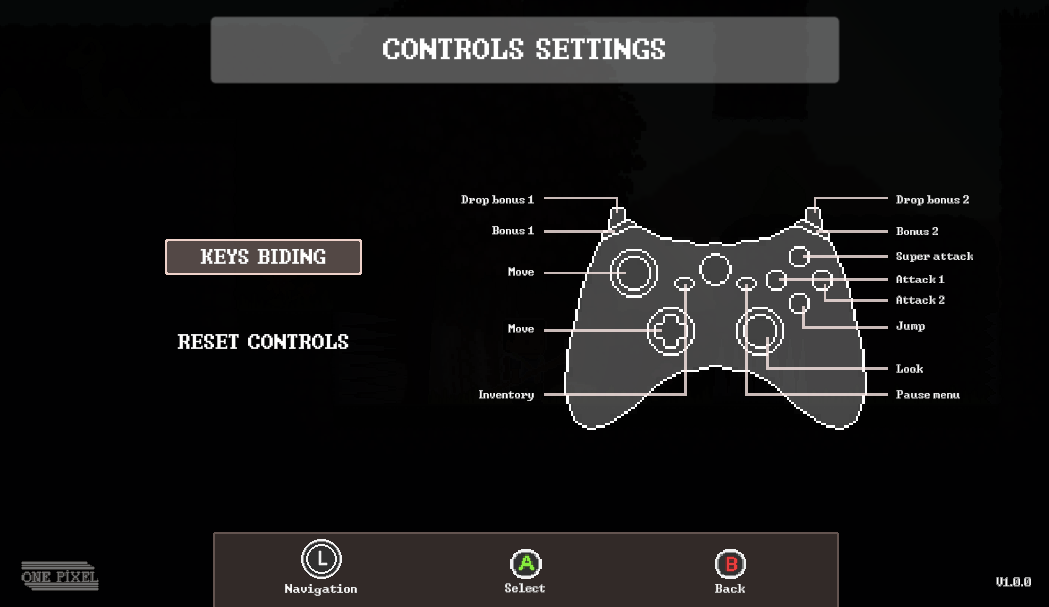 CONTROLS SETTINGS
KEYS BIDING
RESET CONTROLS
Drop bonus 1
Bonus 1
Move
Move
Inventory
Drop bonus 2
Bonus 2
Super attack
Attack 1
Attack 2
Jump
Look
Pause menu
L
Navigation
A
Select
B
Back
ONE PIXEL
V1.0.0